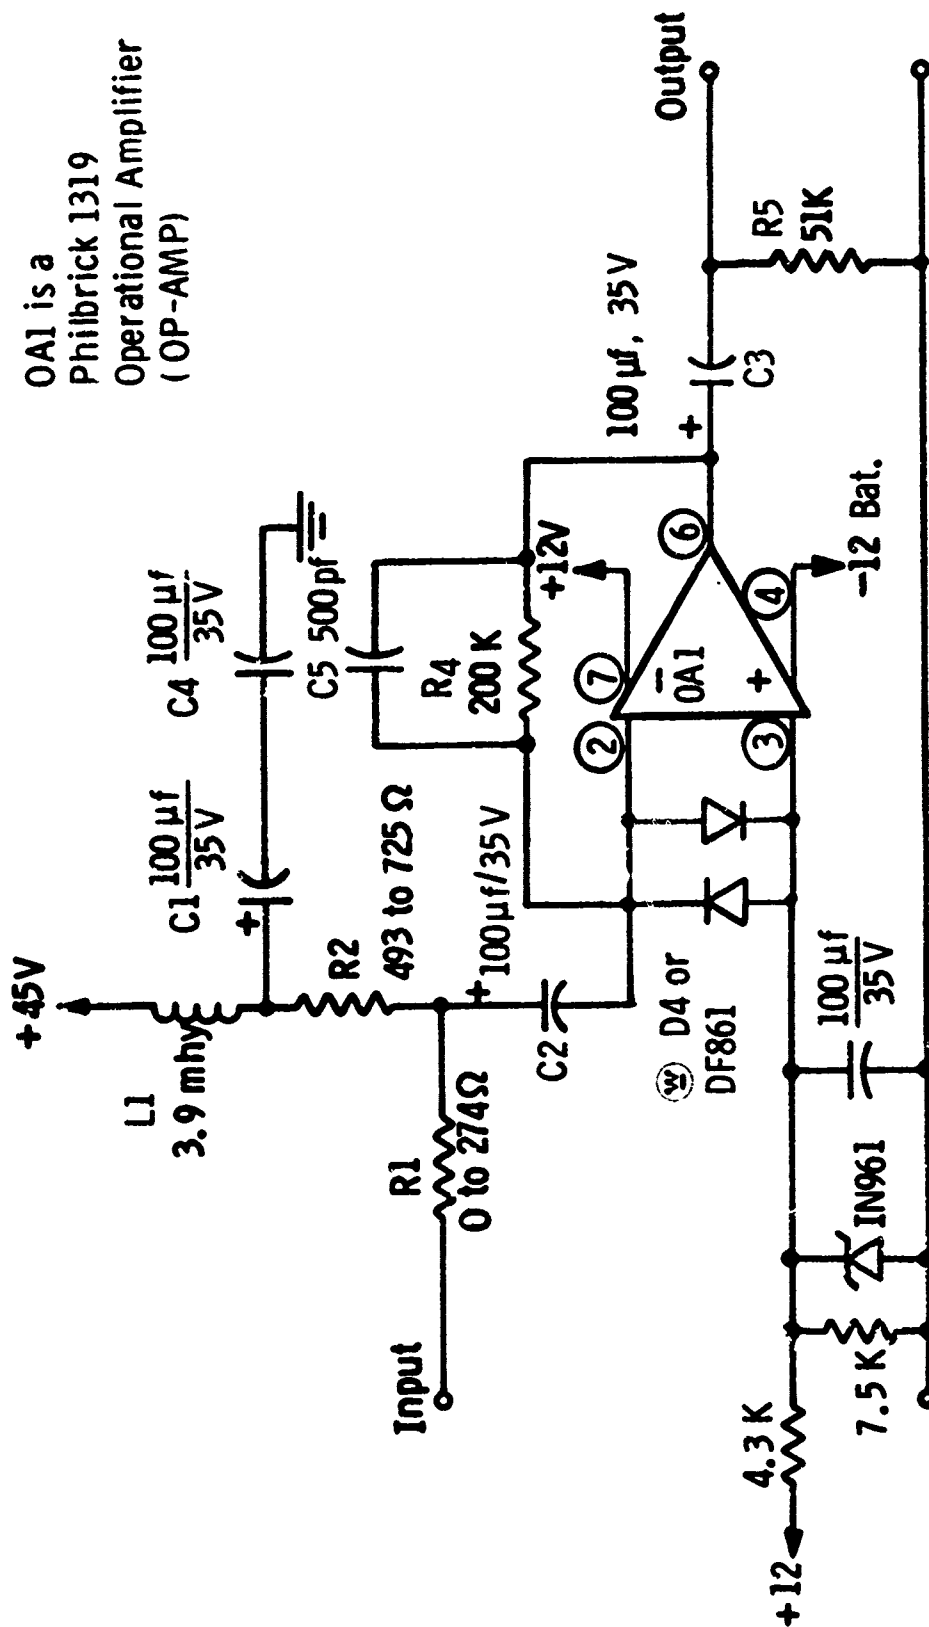 OA1 is a
Philbrick 1319
Operational Amplifier
(OP-AMP)
+45V
L1
3.9 mhy
C1 100 µf
35V
C4 100 µf
35V
R2
493 to 725 Ω
C5 500pf
R4
200 K
+12V
Input
R1
0 to 274Ω
+
+100µf/35V
C2
100 µf, 35V
+
C3
Output
R5
51K
2
7
6
−
OA1
+
3
4
-12 Bat.
W D4 or
DF861
100 µf
35V
IN961
7.5 K
4.3 K
+12